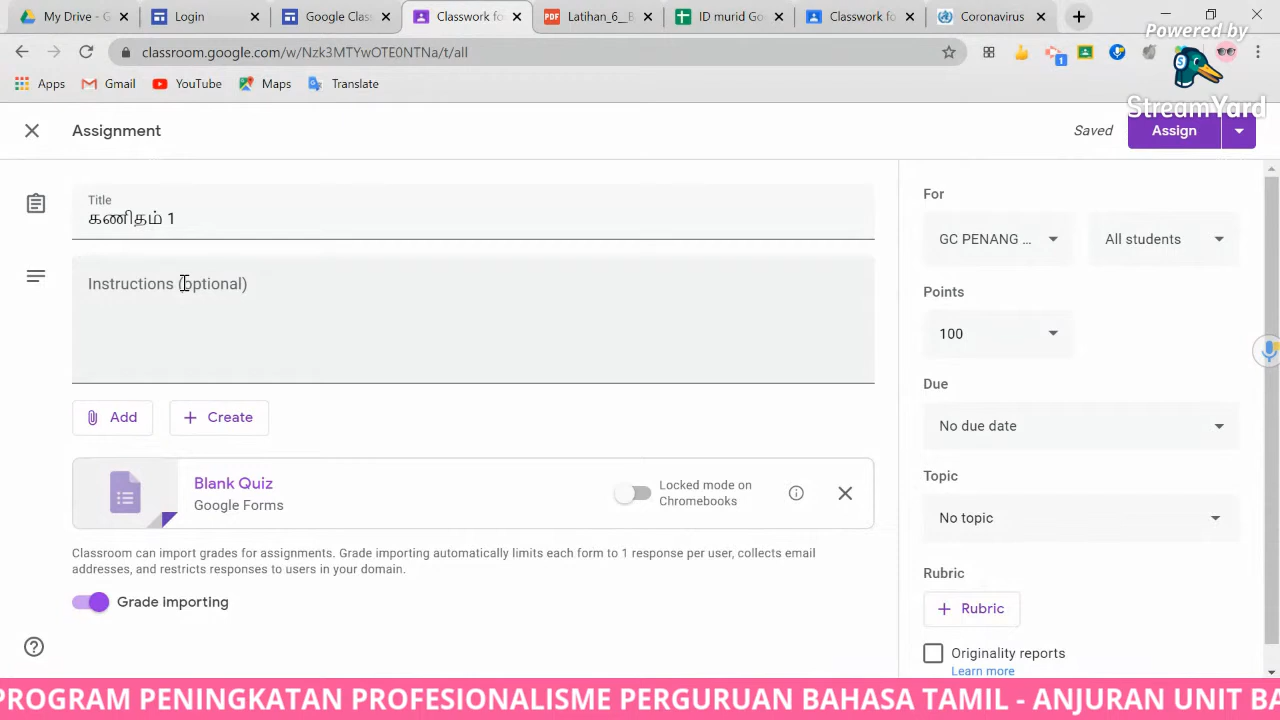 My Drive - G
Login
Google Clas
Classwork fo
Latihan_6__B
ID murid Go
Classwork fo
Coronavirus
classroom.google.com/w/Nzk3MTYwOTE0NTNa/t/all
Powered by
StreamYard
Apps
Gmail
YouTube
Maps
Translate
Assignment
Saved
Assign
Title
கணிதம் 1
Instructions (optional)
Add
Create
Blank Quiz
Google Forms
Locked mode on
Chromebooks
Classroom can import grades for assignments. Grade importing automatically limits each form to 1 response per user, collects email
addresses, and restricts responses to users in your domain.
Grade importing
For
GC PENANG ...
All students
Points
100
Due
No due date
Topic
No topic
Rubric
Rubric
Originality reports
Learn more
PROGRAM PENINGKATAN PROFESIONALISME PERGURUAN BAHASA TAMIL - ANJURAN UNIT BA